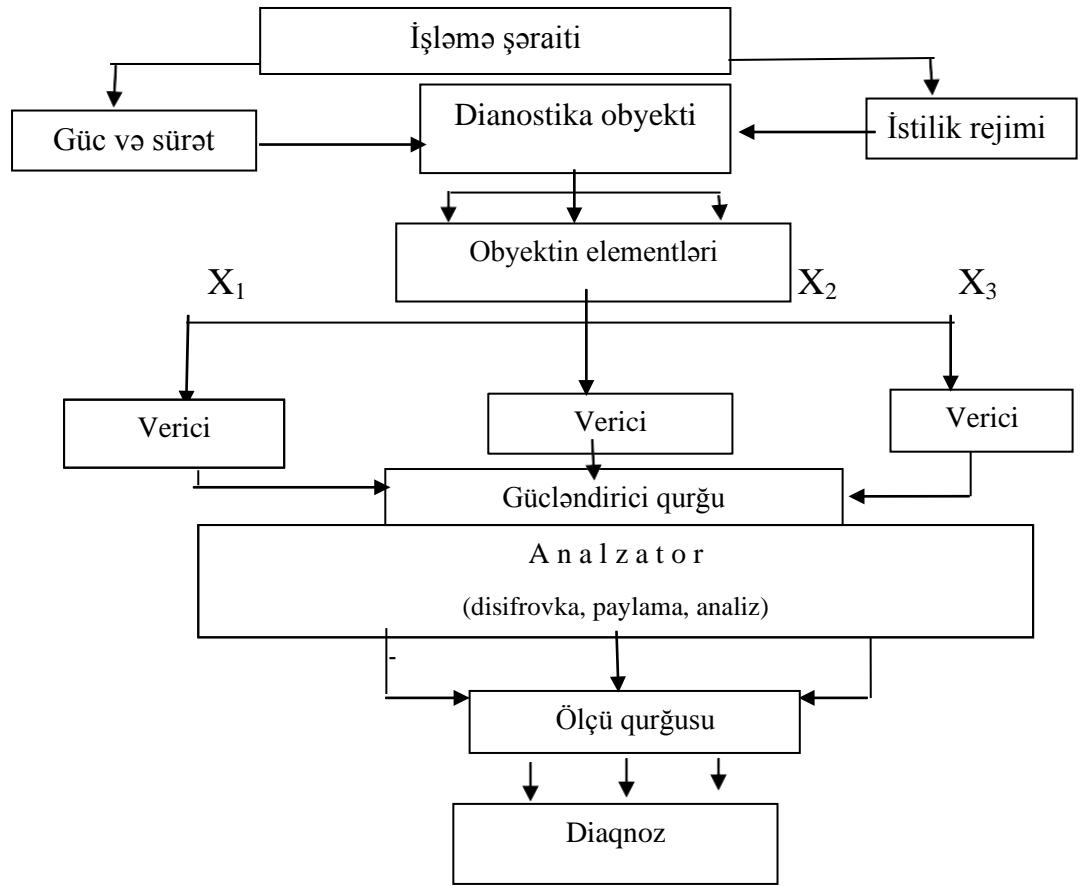 İşləmə şəraiti
Güc və sürət
Dianostika obyekti
İstilik rejimi
Obyektin elementləri
X₁
X₂
X₃
Verici
Verici
Verici
Gücləndirici qurğu
A n a l z a t o r
(disifrovka, paylama, analiz)
-
Ölçü qurğusu
Diaqnoz